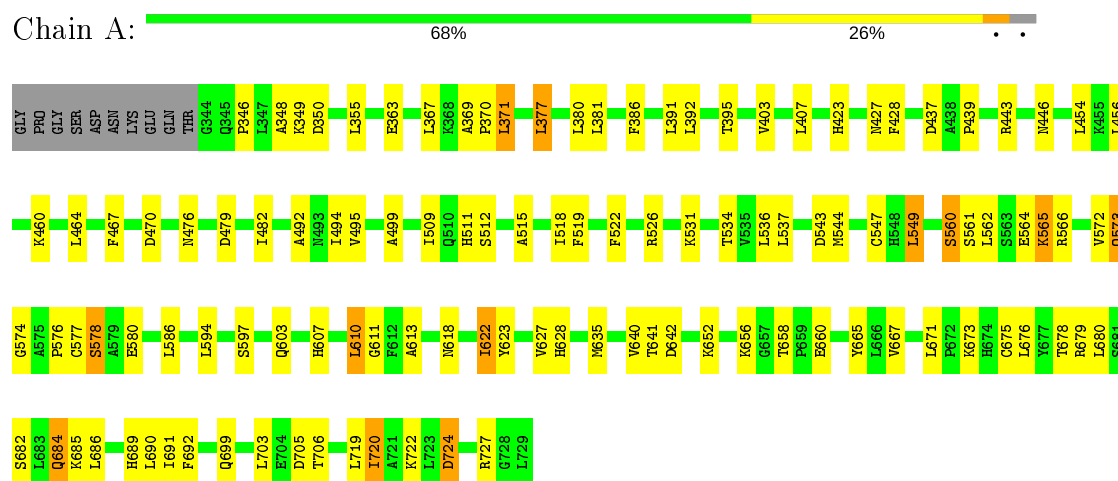 Chain A:
68% 26% • •
GLY PRO GLY SER ASP ASN LYS GLU GLN THR G344 Q345 P346 L347 A348 K349 D350 L355 E363 L367 K368 A369 P370 L371 L377 L380 L381 F386 L391 L392 T395 V403 L407 H423 N427 F428 D437 A438 P439 R443 N446 L454 K455 L456
K460 L464 F467 D470 N476 D479 I482 A492 N493 I494 V495 A499 I509 Q510 H511 S512 A515 I518 F519 F522 R526 K531 T534 V535 L536 L537 D543 M544 C547 H548 L549 S560 S561 L562 S563 E564 K565 R566 V572
G574 A575 P576 C577 S578 A579 E580 L586 L594 S597 Q603 H607 L610 G611 F612 A613 N618 I622 Y623 V627 H628 M635 V640 T641 D642 K652 K656 G657 T658 P659 E660 Y665 L666 V667 L671 P672 K673 H674 C675 L676 Y677 T678 R679 L680 S681
S682 L683 Q684 K685 L686 H689 L690 I691 F692 Q699 L703 E704 D705 T706 L719 I720 A721 K722 L723 D724 R727 G728 L729